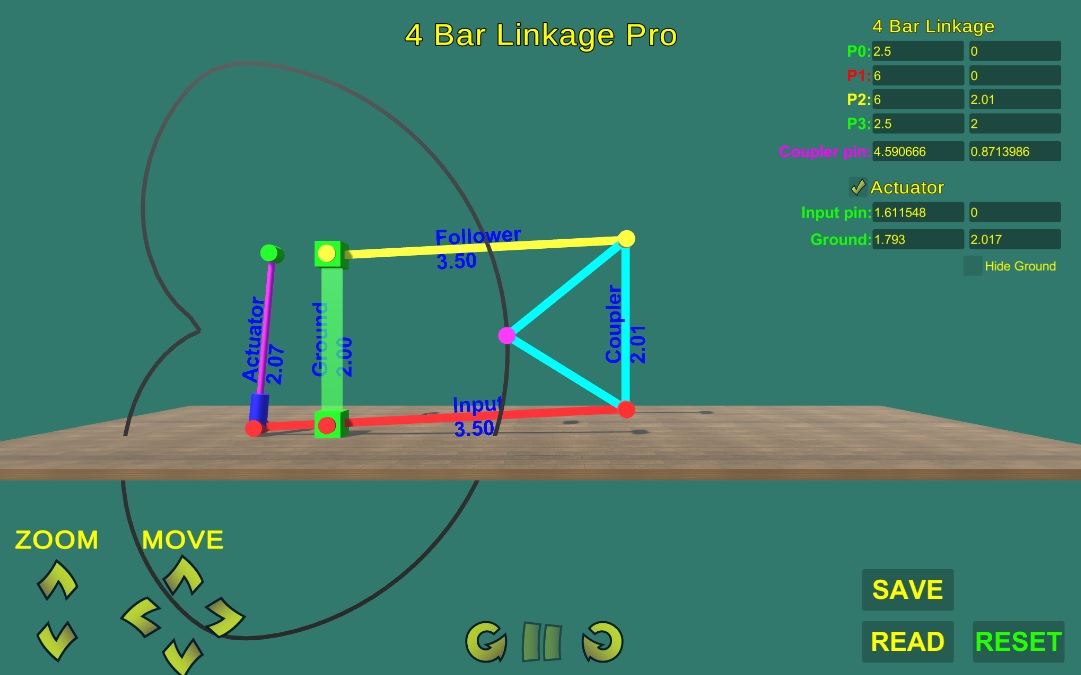 4 Bar Linkage Pro
4 Bar Linkage
P0: 2.5 0
P1: 6 0
P2: 6 2.01
P3: 2.5 2
Coupler pin: 4.590666 0.8713986
Actuator
Input pin: 1.611548 0
Ground: 1.793 2.017
Hide Ground
Follower
3.50
Actuator
2.07
Ground
2.00
Coupler
2.01
Input
3.50
ZOOM
MOVE
SAVE
READ
RESET